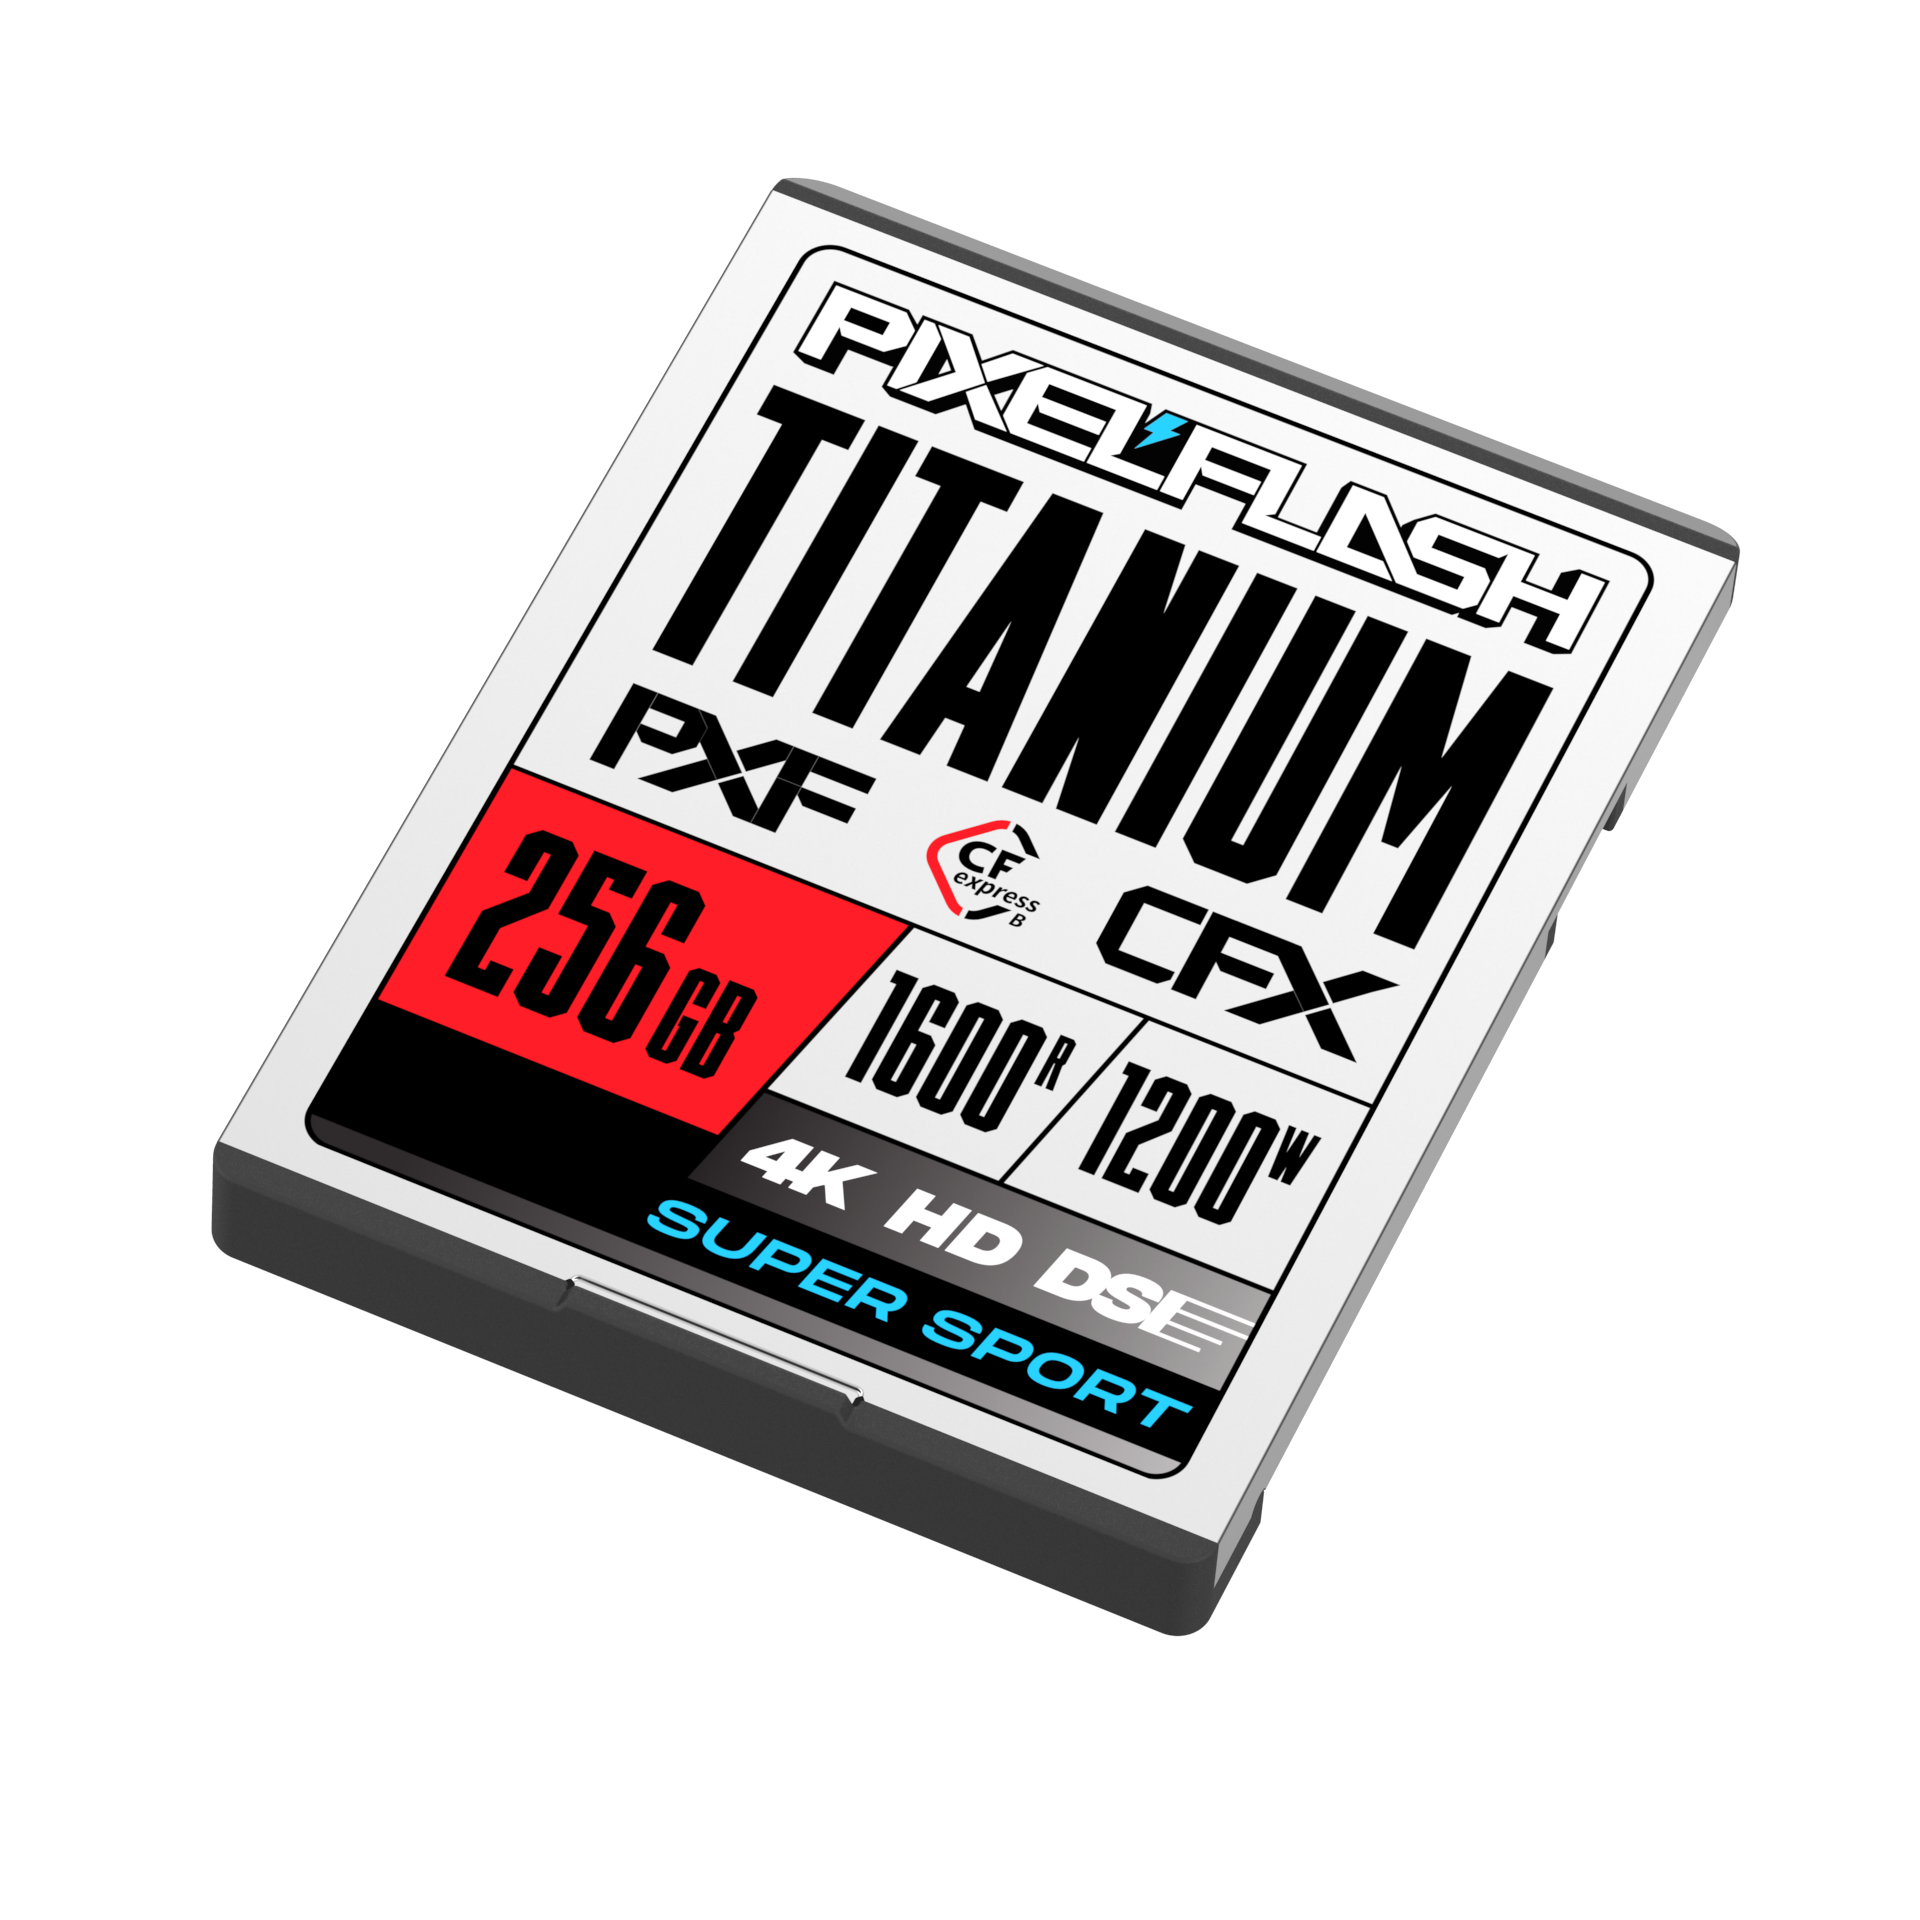 PIXELFLASH
TITANIUM
PXF
CF
express
B
CFX
256GB
1600R
1200W
4K HD DSE
SUPER SPORT